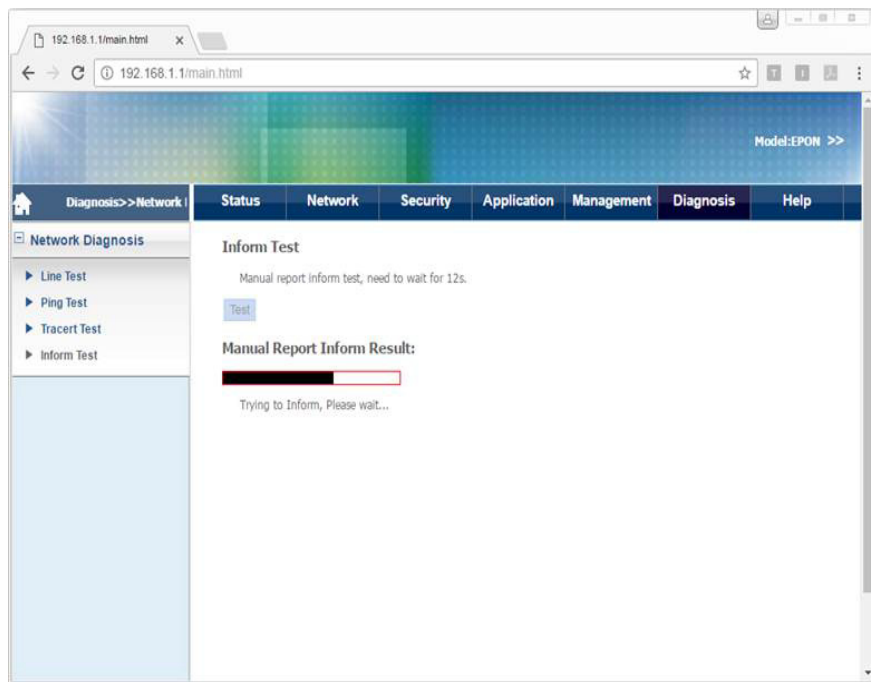 192.168.1.1/main.html
192.168.1.1/main.html
Model:EPON >>
Diagnosis>>Network
Status Network Security Application Management Diagnosis Help
Network Diagnosis
Line Test
Ping Test
Tracert Test
Inform Test
Inform Test
Manual report inform test, need to wait for 12s.
Test
Manual Report Inform Result:
Trying to Inform, Please wait...